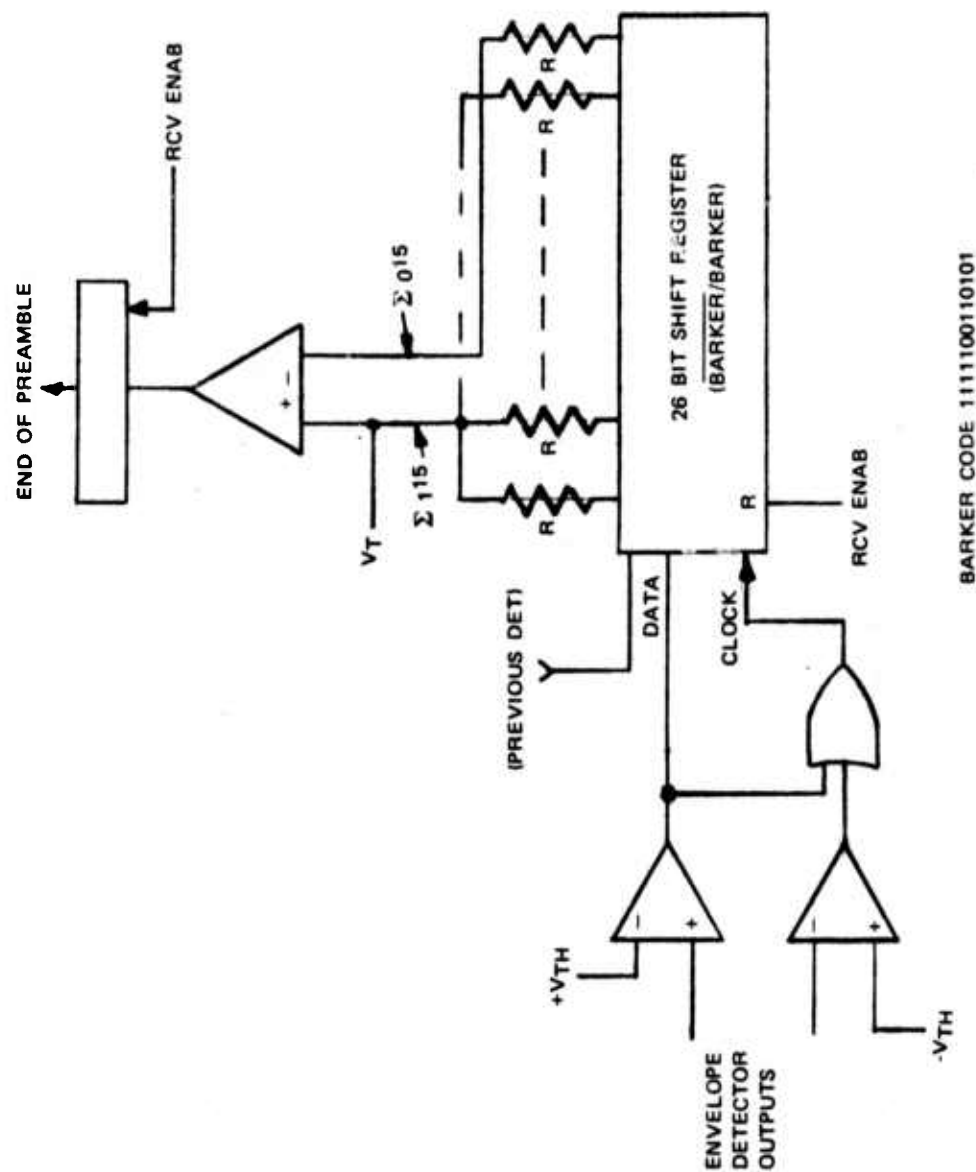 END OF PREAMBLE
RCV ENAB
+ −
Σ 1¹⁵
Σ 0¹⁵
VT
R
R
R
R
(PREVIOUS DET)
DATA
CLOCK
R
26 BIT SHIFT REGISTER
(BARKER/BARKER)
RCV ENAB
+VTH
−
+
ENVELOPE
DETECTOR
OUTPUTS
−
+
-VTH
BARKER CODE 1111100110101